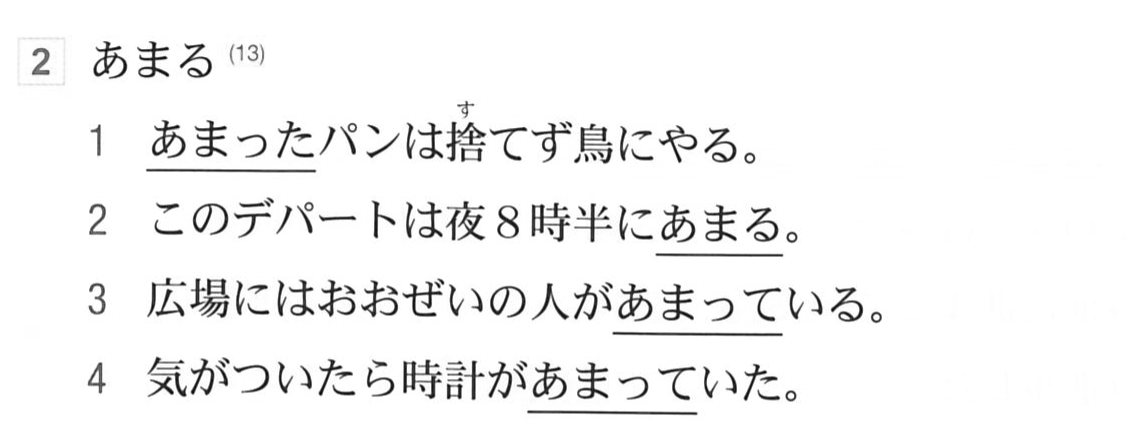 2 あまる (13)
1 あまったパンは捨てず鳥にやる。
2 このデパートは夜8時半にあまる。
3 広場にはおおぜいの人があまっている。
4 気がついたら時計があまっていた。